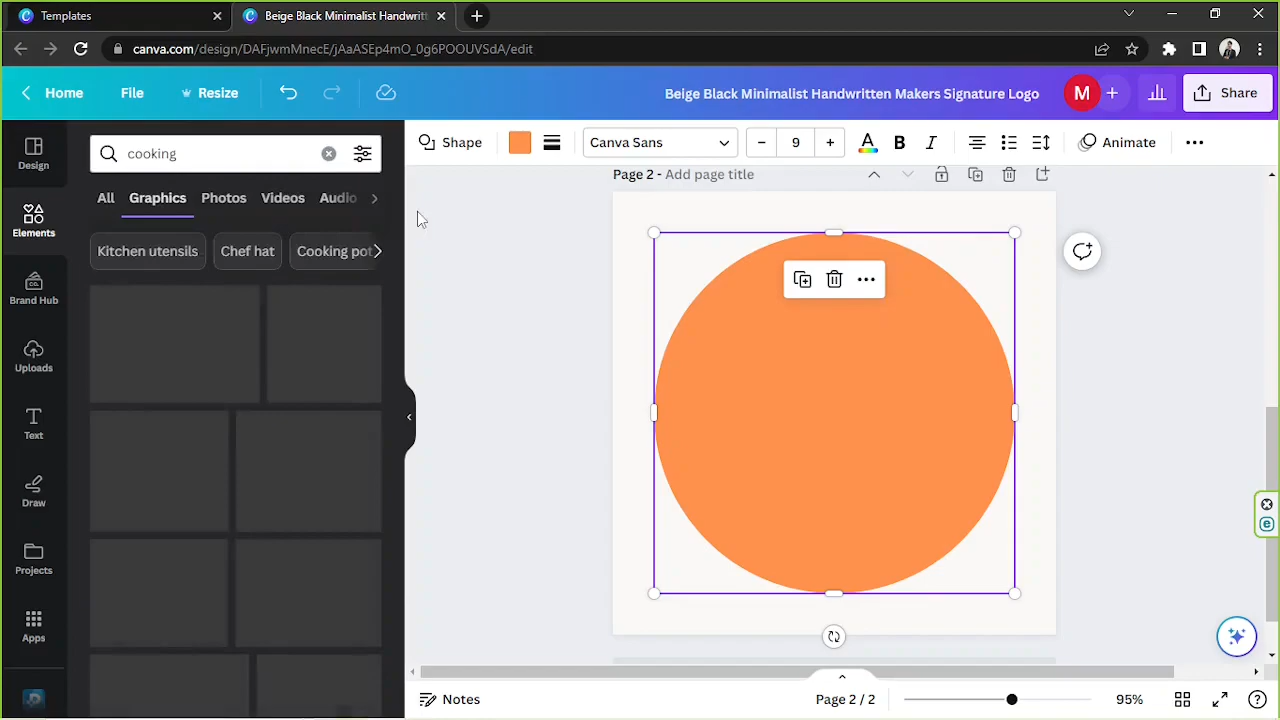 Templates
Beige Black Minimalist Handwritt
canva.com/design/DAFjwmMnecE/jAaASEp4mO_0g6POOUVSdA/edit
Home
File
Resize
Beige Black Minimalist Handwritten Makers Signature Logo
M
Share
Design
Elements
Brand Hub
Uploads
Text
Draw
Projects
Apps
cooking
All
Graphics
Photos
Videos
Audio
Kitchen utensils
Chef hat
Cooking pot
Shape
Canva Sans
9
A
B
I
Animate
Page 2 - Add page title
Notes
Page 2 / 2
95%